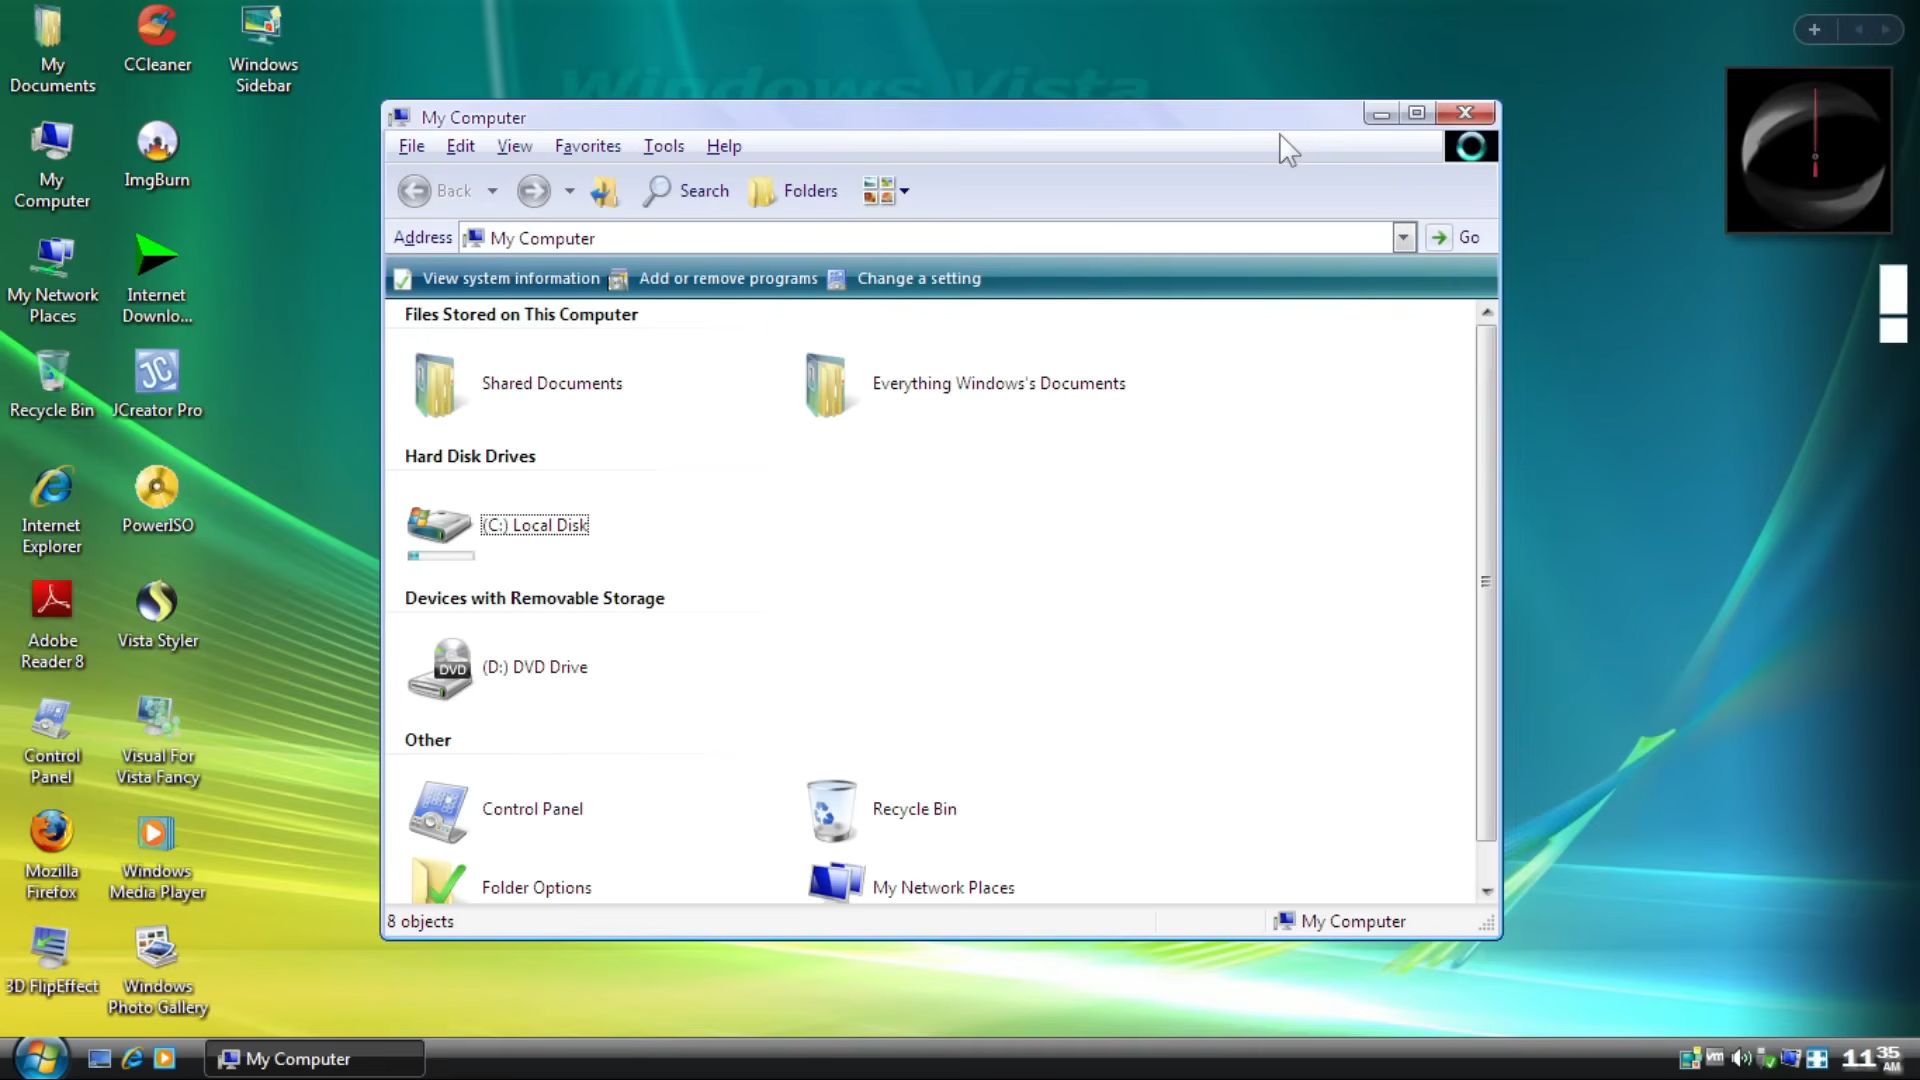 My
Documents
CCleaner
Windows
Sidebar
My
Computer
ImgBurn
My Network
Places
Internet
Downlo...
Recycle Bin
JCreator Pro
Internet
Explorer
PowerISO
Adobe
Reader 8
Vista Styler
Control
Panel
Visual For
Vista Fancy
Mozilla
Firefox
Windows
Media Player
3D FlipEffect
Windows
Photo Gallery
Windows Vista
My Computer
File Edit View Favorites Tools Help
Back Search Folders
Address My Computer Go
View system information Add or remove programs Change a setting
Files Stored on This Computer
Shared Documents Everything Windows's Documents
Hard Disk Drives
(C:) Local Disk
Devices with Removable Storage
DVD
(D:) DVD Drive
Other
Control Panel Recycle Bin
Folder Options My Network Places
8 objects My Computer
My Computer
vm
11 35 AM